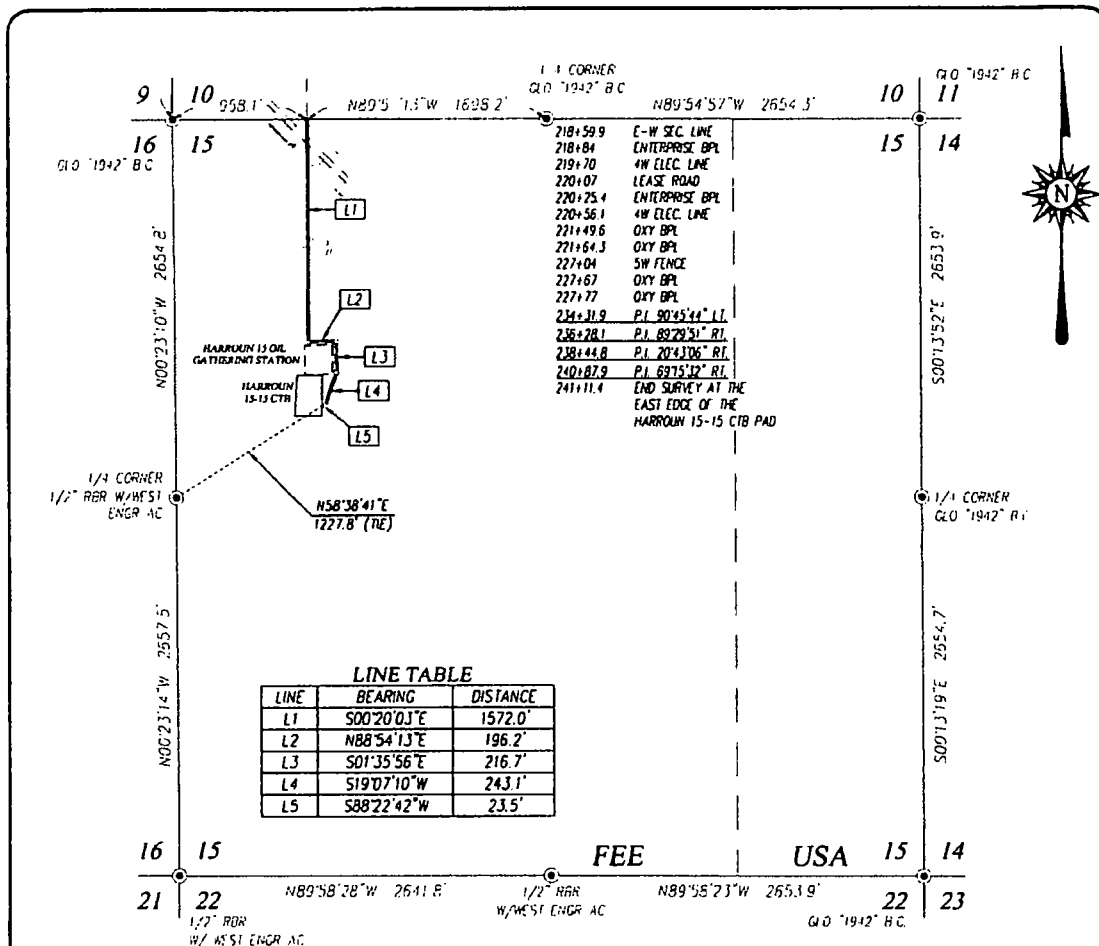 1/4 CORNER
GLO "1942" B.C.
GLO "1942" B.C.
9 10
958.1'
1698.2'
N89°54'57"W 2654.3'
10 11
16 15
15 14
GLO "1942" B.C.
218+59.9 E-W SEC. LINE
218+84 ENTERPRISE BPL
219+70 4W ELEC. LINE
220+07 LEASE ROAD
220+25.4 ENTERPRISE BPL
220+56.1 4W ELEC. LINE
221+49.6 OXY BPL
221+64.3 OXY BPL
227+04 5W FENCE
227+67 OXY BPL
227+77 OXY BPL
234+31.9 P.I. 90°45'44" LT.
236+28.1 P.I. 89°29'51" RT.
238+44.8 P.I. 20°43'06" RT.
240+87.9 P.I. 69°15'32" RT.
241+11.4 END SURVEY AT THE
EAST EDGE OF THE
HARROUN 15-15 CTB PAD
N
L1
L2
L3
L4
L5
HARROUN 15 OIL
GATHERING STATION
HARROUN
15-15 CTB
N00°23'10"W 2654.8'
S00°13'52"E 2653.9'
1/4 CORNER
1/2" RBR W/WEST
ENGR AC
N58°38'41"E
1227.8' (TIE)
1/4 CORNER
GLO "1942" B.C.
N00°23'14"W 2657.5'
S00°13'19"E 2654.7'
LINE TABLE
LINE BEARING DISTANCE
L1 S00°20'03"E 1572.0'
L2 N88°54'13"E 196.2'
L3 S01°35'56"E 216.7'
L4 S19°07'10"W 243.1'
L5 S88°22'42"W 23.5'
16 15
FEE USA
15 14
21 22
N89°58'28"W 2641.8'
1/2" RBR
W/WEST ENGR AC
N89°58'23"W 2653.9'
22 23
1/2" RBR
W/ WEST ENGR AC
GLO "1942" B.C.